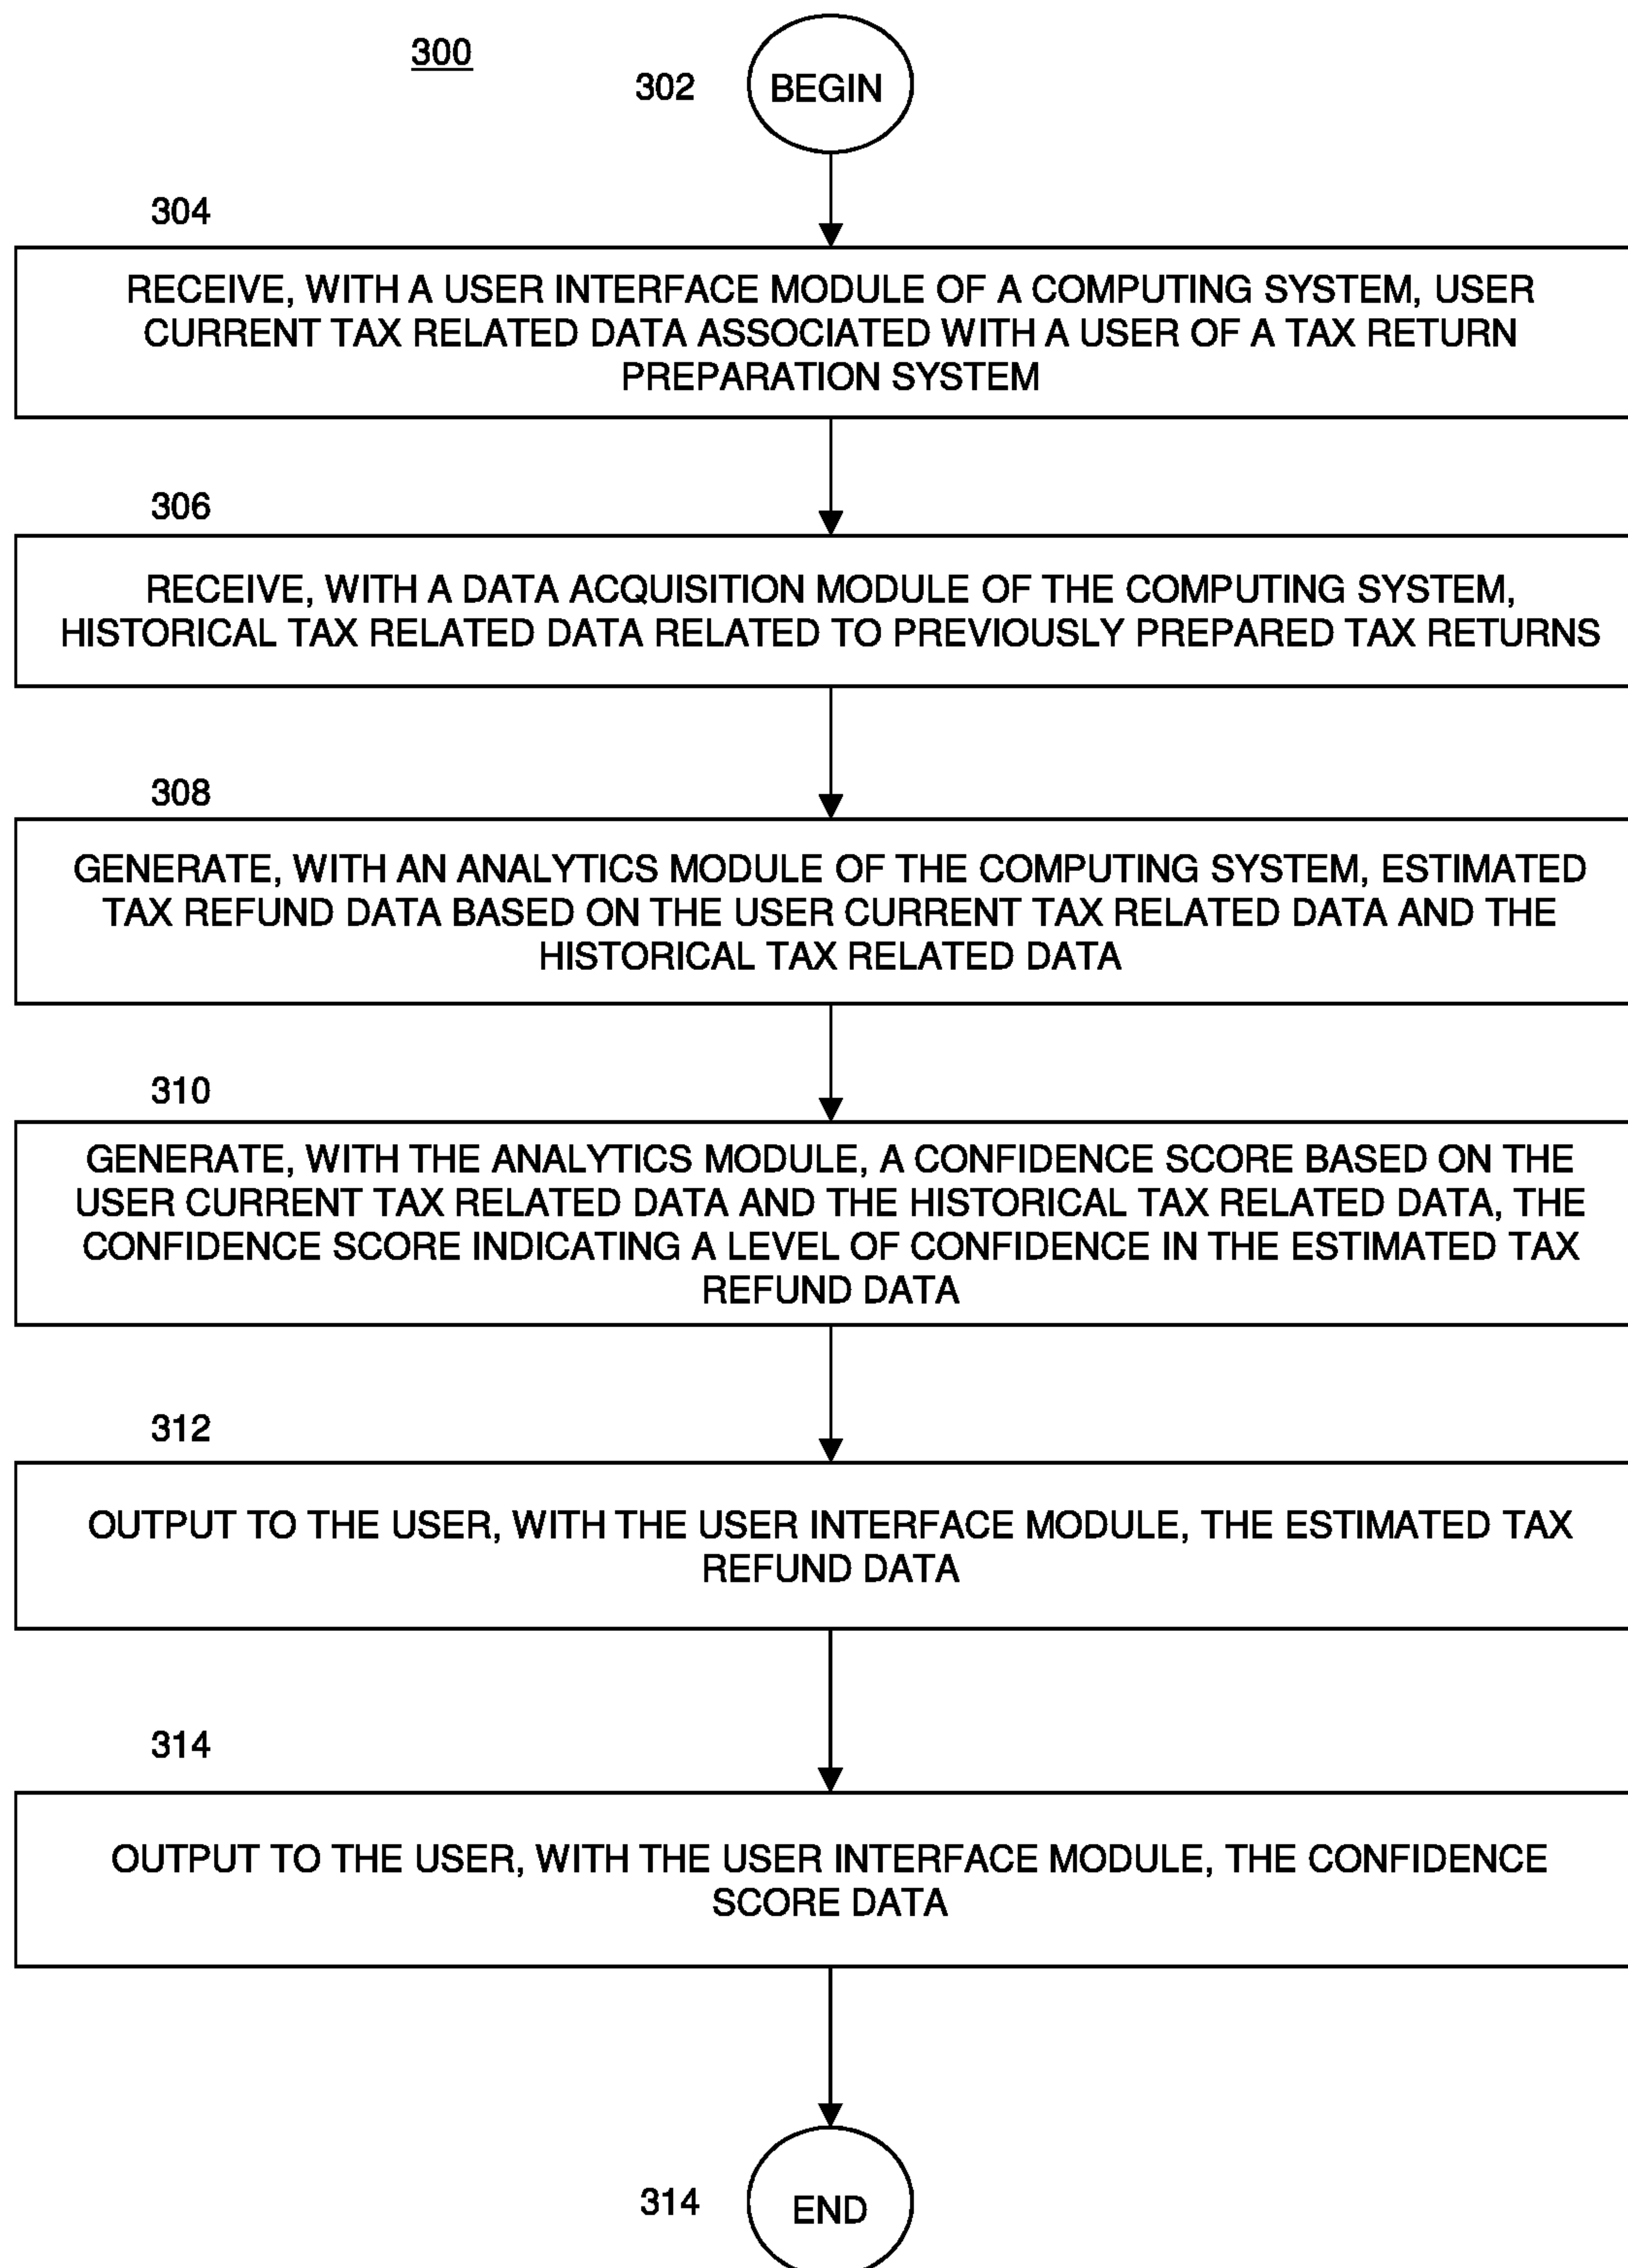 300
302
BEGIN
304
RECEIVE, WITH A USER INTERFACE MODULE OF A COMPUTING SYSTEM, USER
CURRENT TAX RELATED DATA ASSOCIATED WITH A USER OF A TAX RETURN
PREPARATION SYSTEM
306
RECEIVE, WITH A DATA ACQUISITION MODULE OF THE COMPUTING SYSTEM,
HISTORICAL TAX RELATED DATA RELATED TO PREVIOUSLY PREPARED TAX RETURNS
308
GENERATE, WITH AN ANALYTICS MODULE OF THE COMPUTING SYSTEM, ESTIMATED
TAX REFUND DATA BASED ON THE USER CURRENT TAX RELATED DATA AND THE
HISTORICAL TAX RELATED DATA
310
GENERATE, WITH THE ANALYTICS MODULE, A CONFIDENCE SCORE BASED ON THE
USER CURRENT TAX RELATED DATA AND THE HISTORICAL TAX RELATED DATA, THE
CONFIDENCE SCORE INDICATING A LEVEL OF CONFIDENCE IN THE ESTIMATED TAX
REFUND DATA
312
OUTPUT TO THE USER, WITH THE USER INTERFACE MODULE, THE ESTIMATED TAX
REFUND DATA
314
OUTPUT TO THE USER, WITH THE USER INTERFACE MODULE, THE CONFIDENCE
SCORE DATA
314
END